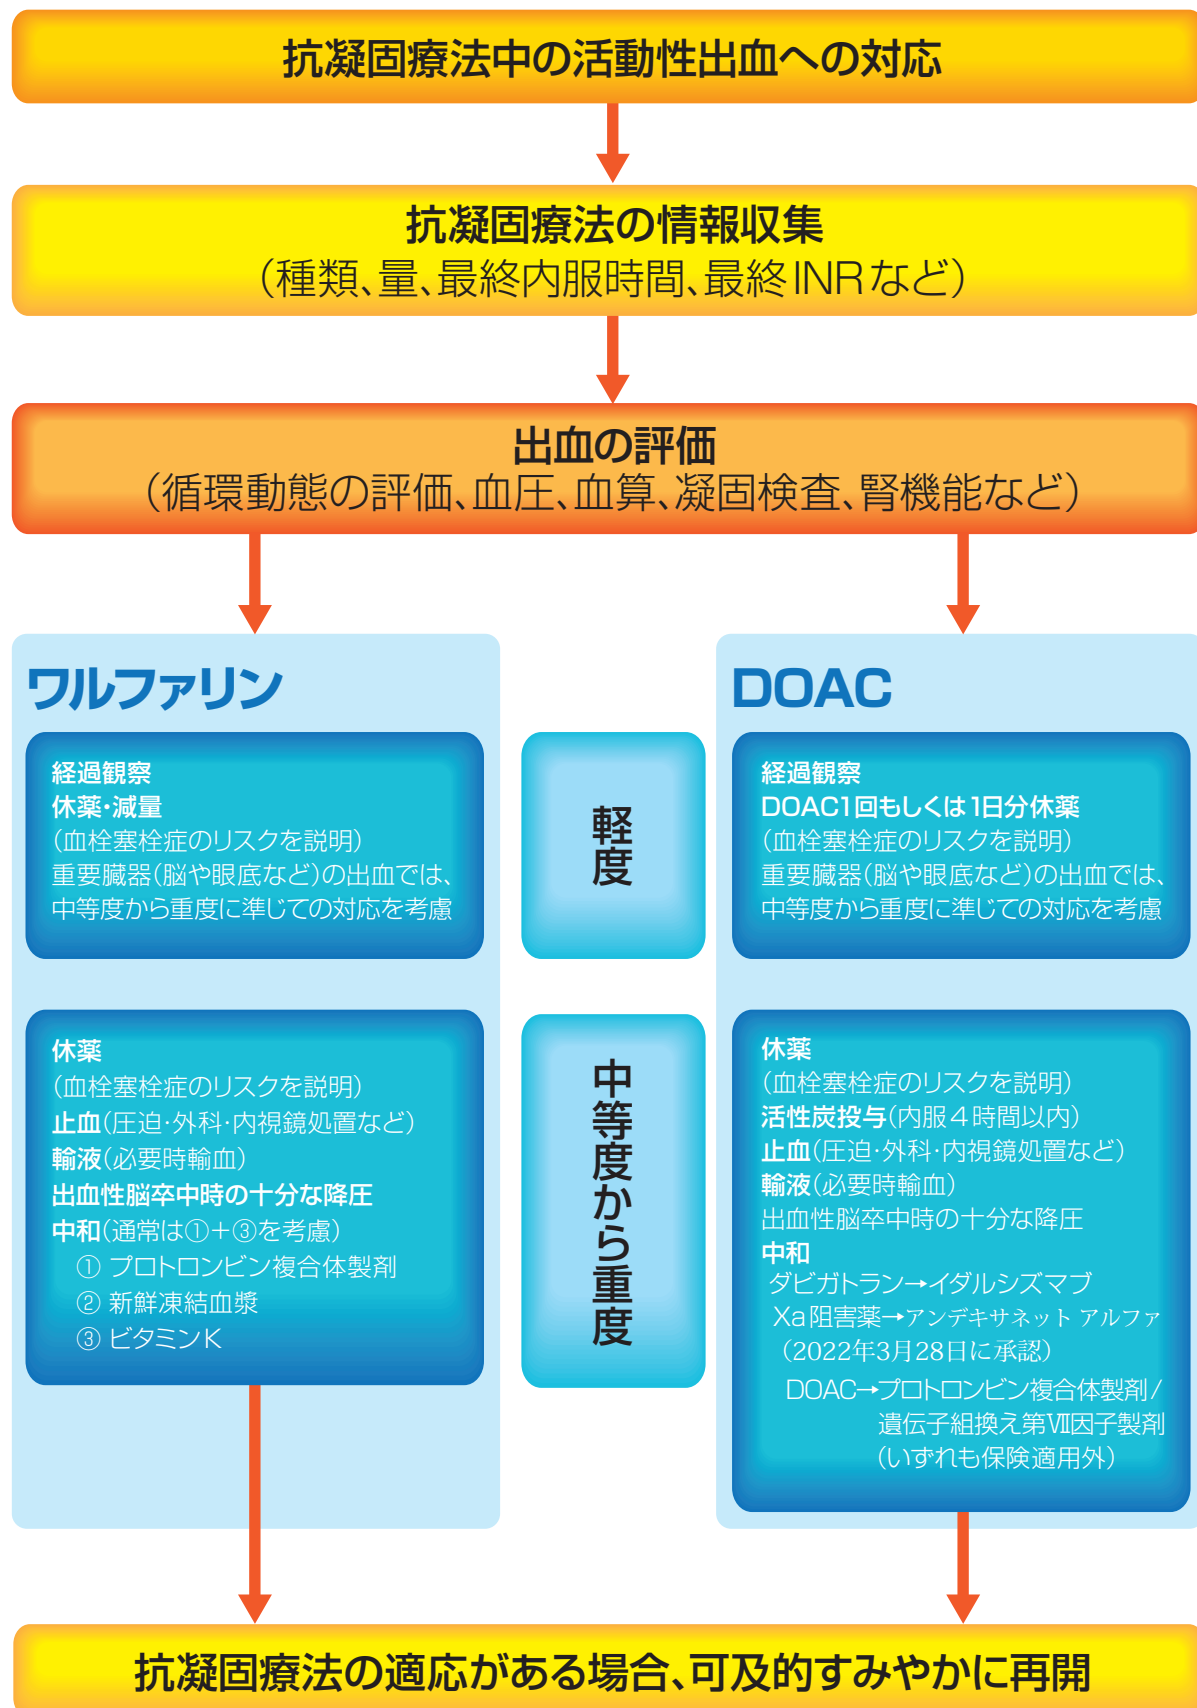 抗凝固療法中の活動性出血への対応
抗凝固療法の情報収集
（種類、量、最終内服時間、最終INRなど）
出血の評価
（循環動態の評価、血圧、血算、凝固検査、腎機能など）
ワルファリン
経過観察
休薬・減量
（血栓塞栓症のリスクを説明）
重要臓器（脳や眼底など）の出血では、
中等度から重度に準じての対応を考慮
軽度
DOAC
経過観察
DOAC1回もしくは1日分休薬
（血栓塞栓症のリスクを説明）
重要臓器（脳や眼底など）の出血では、
中等度から重度に準じての対応を考慮
休薬
（血栓塞栓症のリスクを説明）
止血（圧迫・外科・内視鏡処置など）
輸液（必要時輸血）
出血性脳卒中時の十分な降圧
中和（通常は①＋③を考慮）
① プロトロンビン複合体製剤
② 新鮮凍結血漿
③ ビタミンK
中等度から重度
休薬
（血栓塞栓症のリスクを説明）
活性炭投与（内服４時間以内）
止血（圧迫・外科・内視鏡処置など）
輸液（必要時輸血）
出血性脳卒中時の十分な降圧
中和
ダビガトラン→イダルシズマブ
Xa阻害薬→アンデキサネット アルファ
（2022年3月28日に承認）
DOAC→プロトロンビン複合体製剤/
遺伝子組換え第Ⅶ因子製剤
（いずれも保険適用外）
抗凝固療法の適応がある場合、可及的すみやかに再開